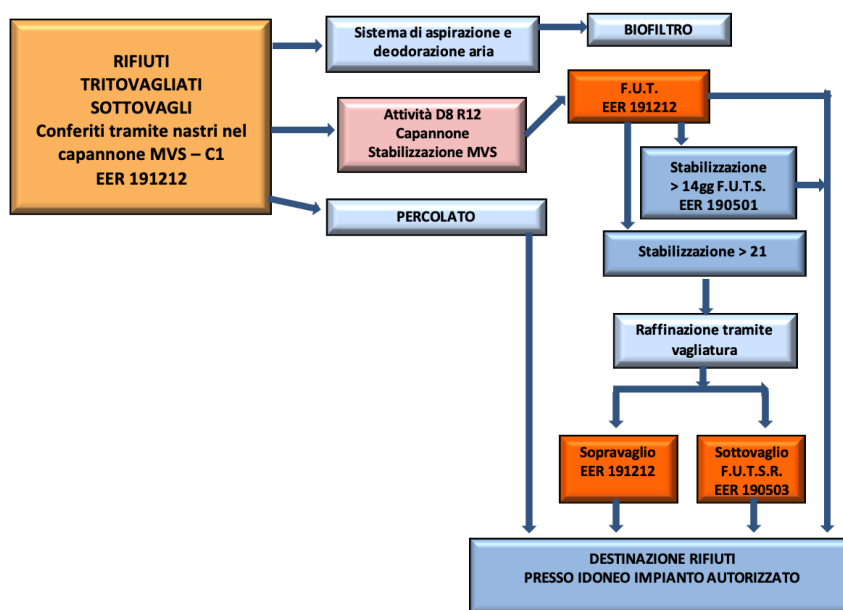 RIFIUTI
TRITOVAGLIATI
SOTTOVAGLI
Conferiti tramite nastri nel
capannone MVS – C1
EER 191212
Sistema di aspirazione e
deodorazione aria
BIOFILTRO
Attività D8 R12
Capannone
Stabilizzazione MVS
F.U.T.
EER 191212
Stabilizzazione
> 14gg F.U.T.S.
EER 190501
PERCOLATO
Stabilizzazione > 21
Raffinazione tramite
vagliatura
Sopravaglio
EER 191212
Sottovaglio
F.U.T.S.R.
EER 190503
DESTINAZIONE RIFIUTI
PRESSO IDONEO IMPIANTO AUTORIZZATO